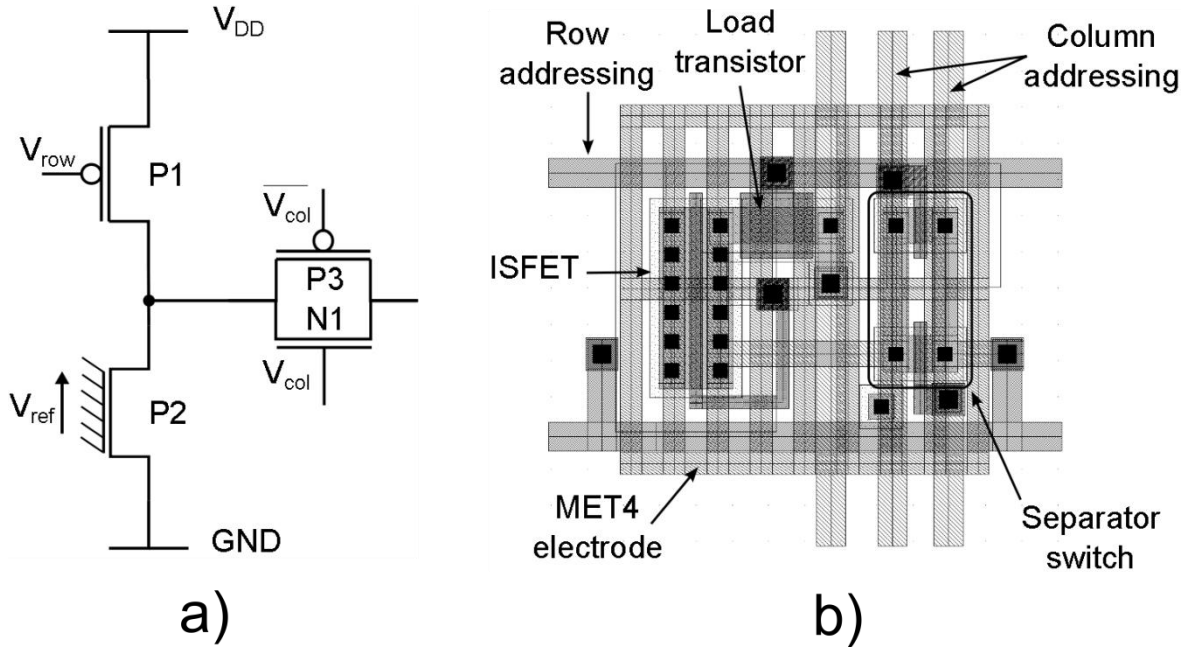 VDD
Vrow
P1
Vcol
P3
N1
Vcol
Vref
P2
GND
a)
Row
addressing
Load
transistor
Column
addressing
ISFET
MET4
electrode
Separator
switch
b)